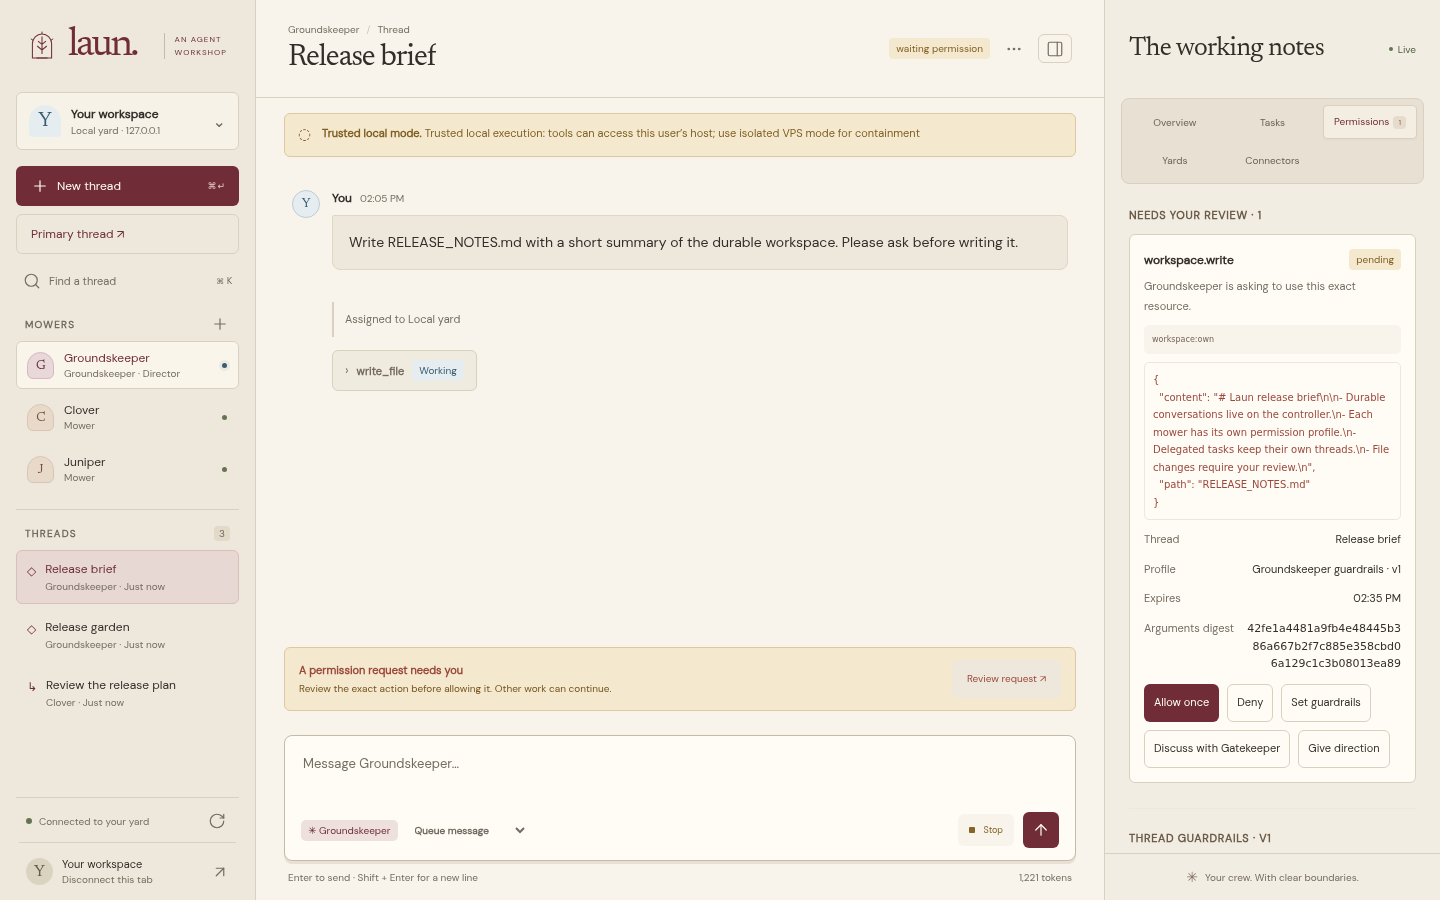 laun.
AN AGENT
WORKSHOP
Y
Your workspace
Local yard · 127.0.0.1
+ New thread ⌘↵
Primary thread ↗
Find a thread ⌘ K
MOWERS +
G
Groundskeeper
Groundskeeper · Director
C
Clover
Mower
J
Juniper
Mower
THREADS 3
Release brief
Groundskeeper · Just now
Release garden
Groundskeeper · Just now
Review the release plan
Clover · Just now
Connected to your yard
Y
Your workspace
Disconnect this tab
Groundskeeper / Thread
Release brief
waiting permission
Trusted local mode. Trusted local execution: tools can access this user's host; use isolated VPS mode for containment
Y
You 02:05 PM
Write RELEASE_NOTES.md with a short summary of the durable workspace. Please ask before writing it.
Assigned to Local yard
› write_file Working
A permission request needs you
Review the exact action before allowing it. Other work can continue.
Review request ↗
Message Groundskeeper…
✳ Groundskeeper
Queue message
Stop
Enter to send · Shift + Enter for a new line
1,221 tokens
The working notes
Live
Overview Tasks Permissions 1
Yards Connectors
NEEDS YOUR REVIEW · 1
workspace.write pending
Groundskeeper is asking to use this exact
resource.
workspace:own
{
"content": "# Laun release brief\n\n- Durable
conversations live on the controller.\n- Each
mower has its own permission profile.\n-
Delegated tasks keep their own threads.\n- File
changes require your review.\n",
"path": "RELEASE_NOTES.md"
}
Thread Release brief
Profile Groundskeeper guardrails · v1
Expires 02:35 PM
Arguments digest 42fe1a4481a9fb4e48445b3
86a667b2f7c885e358cbd0
6a129c1c3b08013ea89
Allow once Deny Set guardrails
Discuss with Gatekeeper Give direction
THREAD GUARDRAILS · V1
✳ Your crew. With clear boundaries.